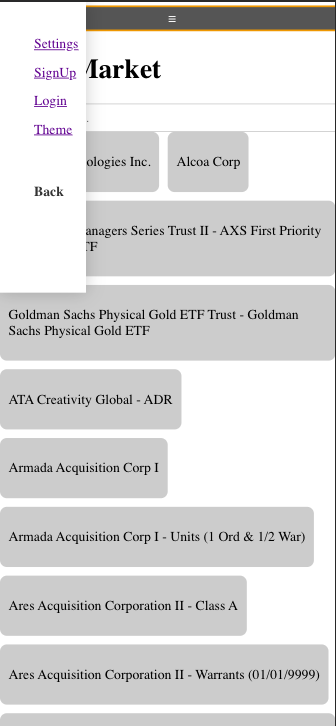 ≡
Settings
Market
SignUp
Login
Theme
ologies Inc.
Alcoa Corp
Back
anagers Series Trust II - AXS First Priority
TF
Goldman Sachs Physical Gold ETF Trust - Goldman
Sachs Physical Gold ETF
ATA Creativity Global - ADR
Armada Acquisition Corp I
Armada Acquisition Corp I - Units (1 Ord & 1/2 War)
Ares Acquisition Corporation II - Class A
Ares Acquisition Corporation II - Warrants (01/01/9999)